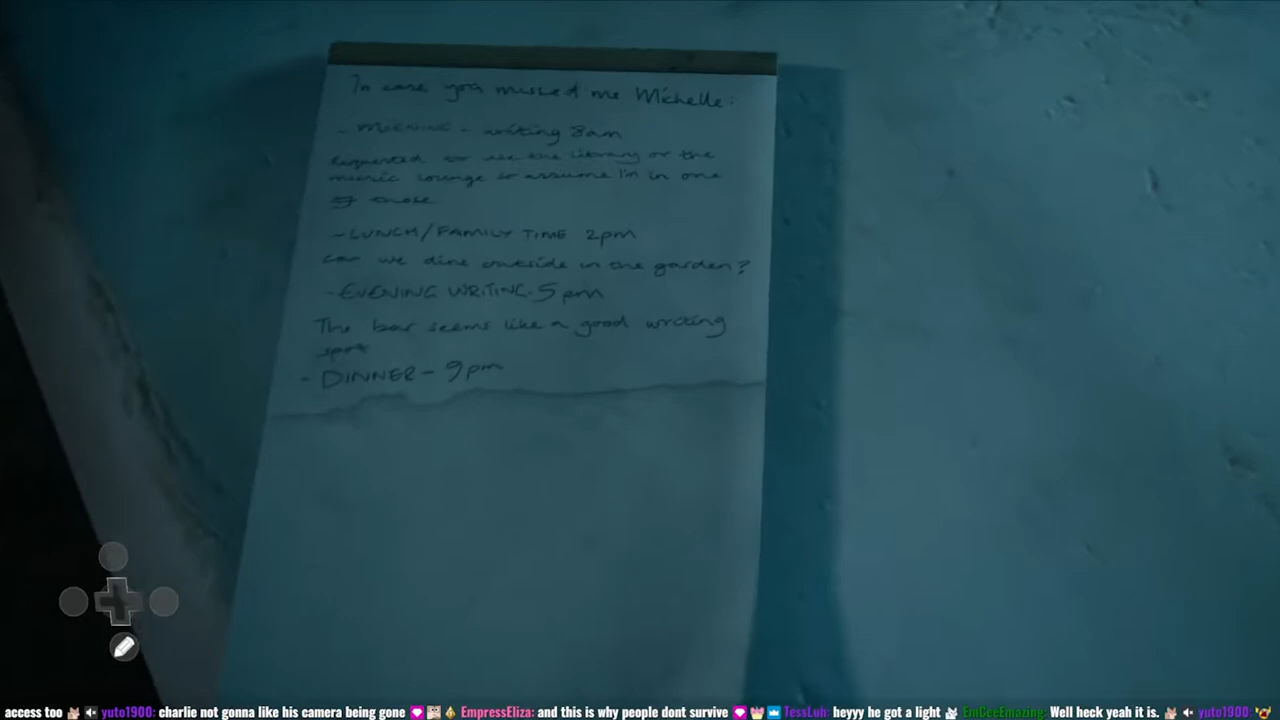 In case you missed me Michelle:
- MORNING - writing 8am
Requested to use the library or the
music lounge so assume I'm in one
of those
- LUNCH/FAMILY TIME 2pm
can we dine outside in the garden?
- EVENING WRITING - 5pm
The bar seems like a good writing
spot
- DINNER - 9pm
access too yuto1900: charlie not gonna like his camera being gone EmpressEliza: and this is why people dont survive TessLuh: heyyy he got a light EmCeeEmazing: Well heck yeah it is. yuto1900: